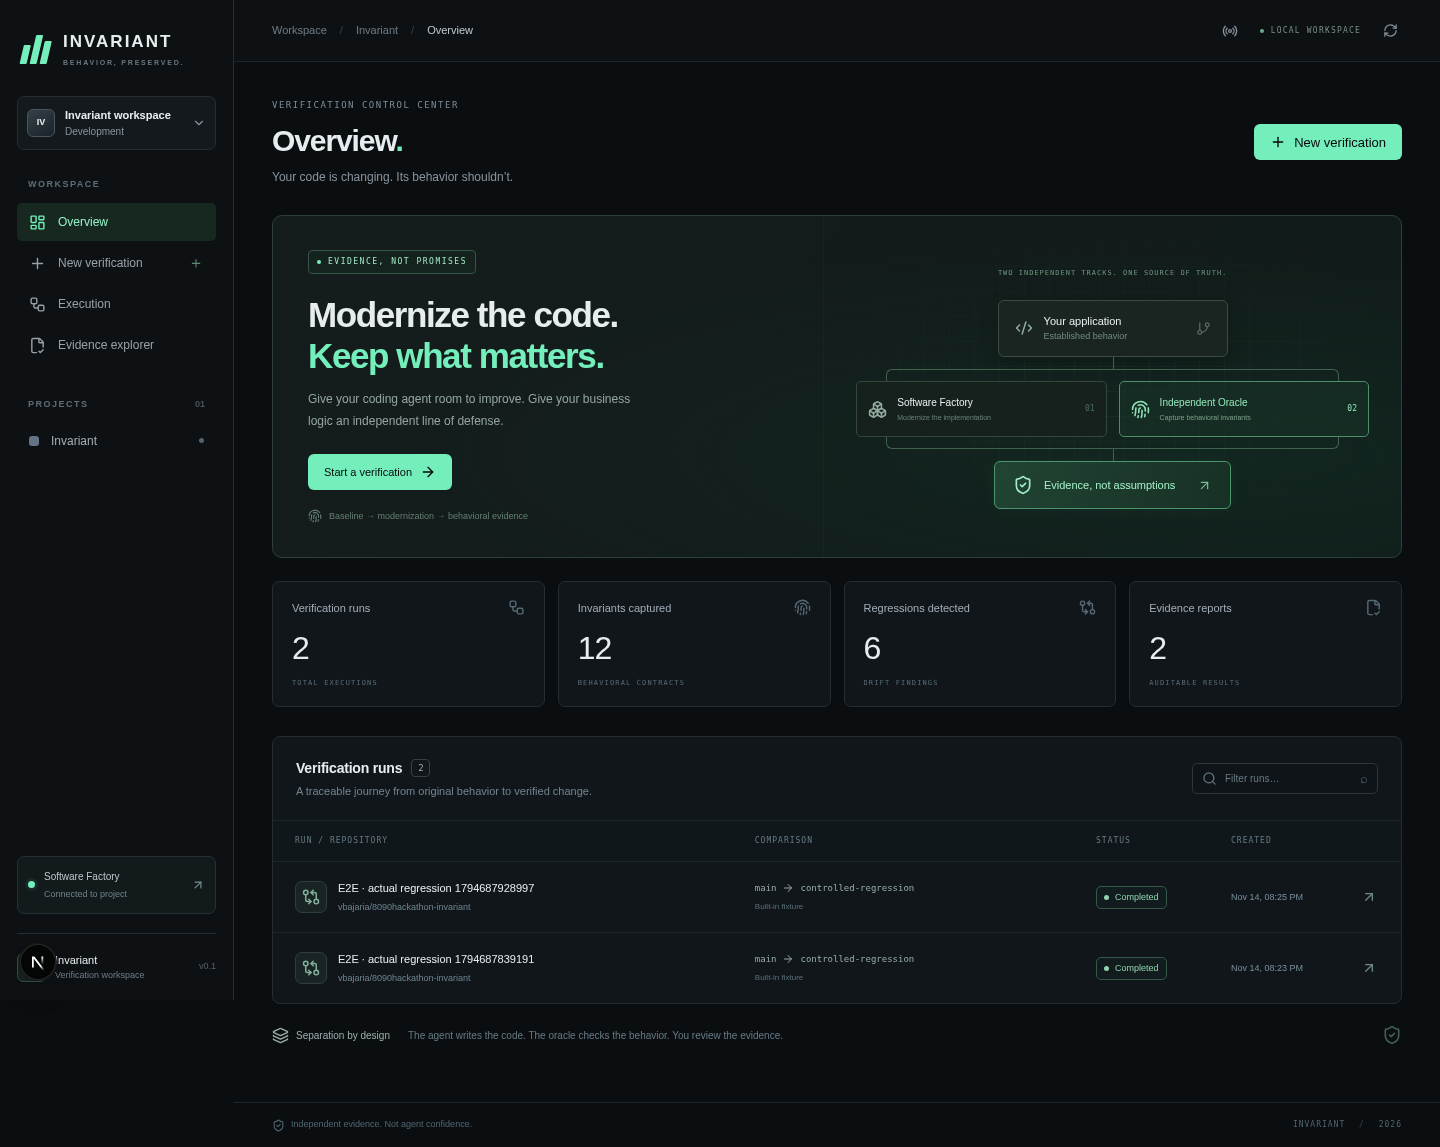 INVARIANT
BEHAVIOR, PRESERVED.
IV
Invariant workspace
Development
WORKSPACE
Overview
New verification
Execution
Evidence explorer
PROJECTS 01
Invariant
Software Factory
Connected to project
N
Invariant
Verification workspace
v0.1
Workspace / Invariant / Overview
LOCAL WORKSPACE
VERIFICATION CONTROL CENTER
Overview.
Your code is changing. Its behavior shouldn't.
New verification
EVIDENCE, NOT PROMISES
Modernize the code.
Keep what matters.
Give your coding agent room to improve. Give your business
logic an independent line of defense.
Start a verification →
Baseline → modernization → behavioral evidence
TWO INDEPENDENT TRACKS. ONE SOURCE OF TRUTH.
Your application
Established behavior
Software Factory
Modernize the implementation
01
Independent Oracle
Capture behavioral invariants
02
Evidence, not assumptions
Verification runs
2
TOTAL EXECUTIONS
Invariants captured
12
BEHAVIORAL CONTRACTS
Regressions detected
6
DRIFT FINDINGS
Evidence reports
2
AUDITABLE RESULTS
Verification runs 2
A traceable journey from original behavior to verified change.
Filter runs…
RUN / REPOSITORY COMPARISON STATUS CREATED
E2E · actual regression 1794687928997
vbajaria/8090hackathon-invariant
main → controlled-regression
Built-in fixture
Completed
Nov 14, 08:25 PM
E2E · actual regression 1794687839191
vbajaria/8090hackathon-invariant
main → controlled-regression
Built-in fixture
Completed
Nov 14, 08:23 PM
Separation by design The agent writes the code. The oracle checks the behavior. You review the evidence.
Independent evidence. Not agent confidence.
INVARIANT / 2026